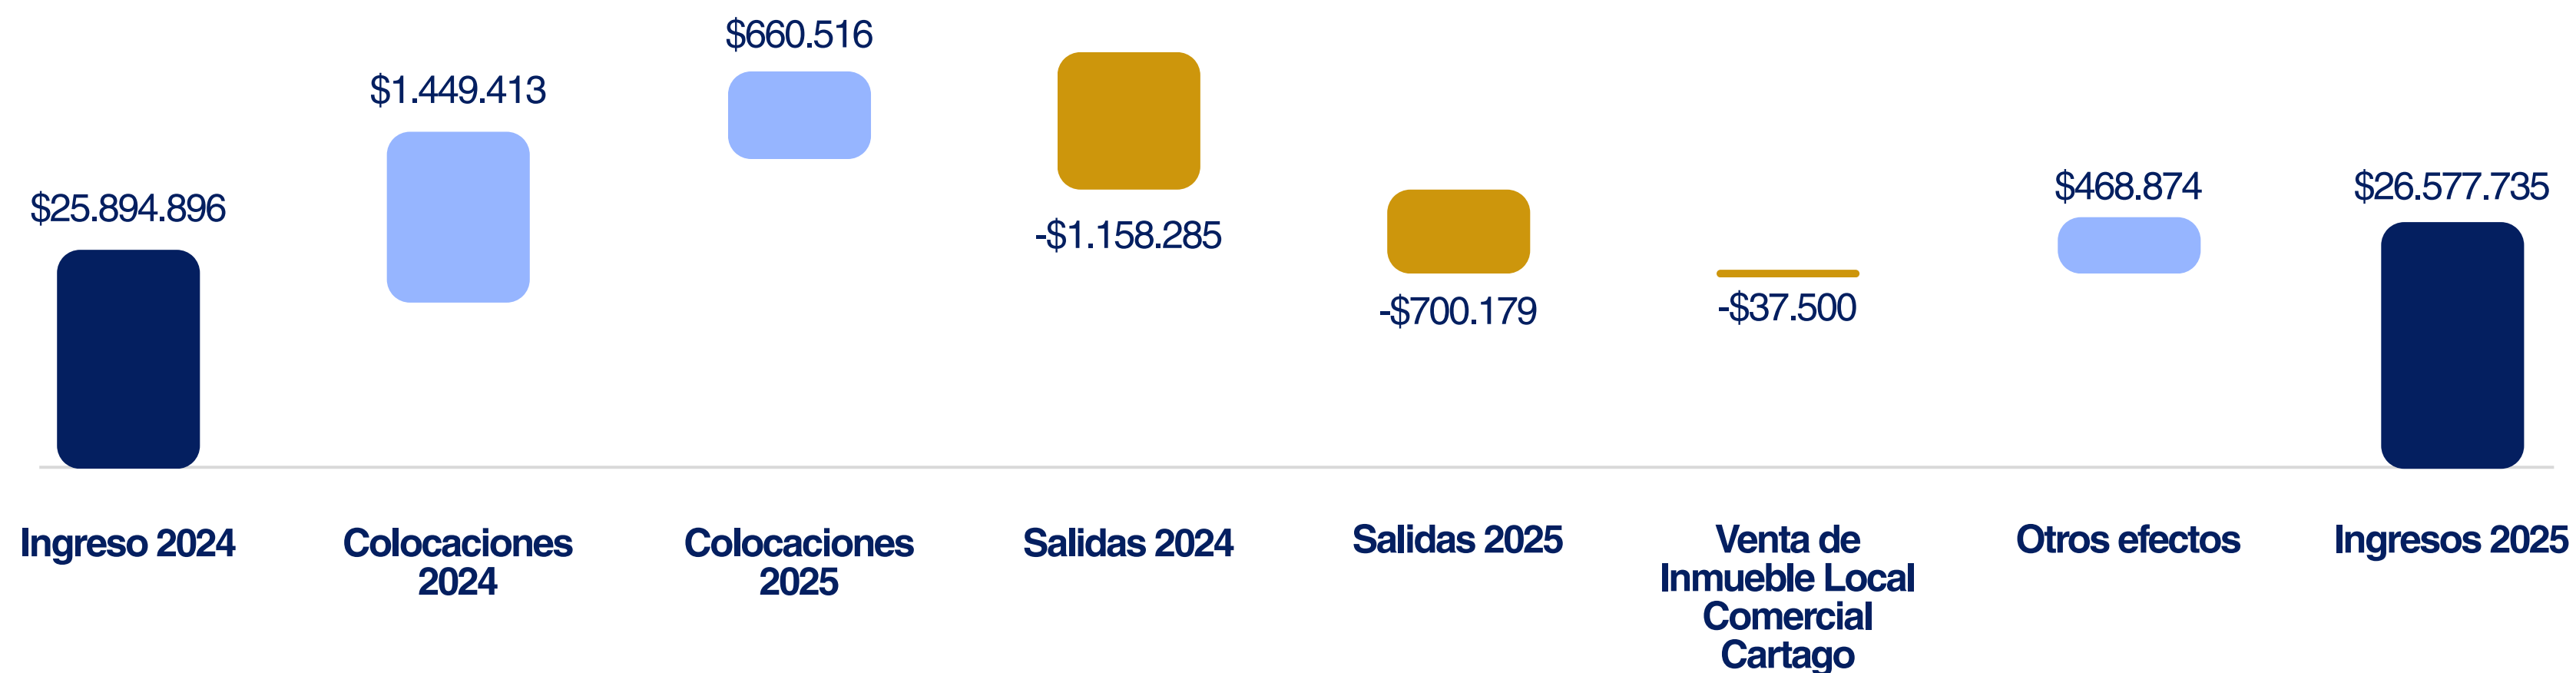 $660.516
$1.449.413
$25.894.896
-$1.158.285
-$700.179
-$37.500
$468.874
$26.577.735
Ingreso 2024
Colocaciones
2024
Colocaciones
2025
Salidas 2024
Salidas 2025
Venta de
Inmueble Local
Comercial
Cartago
Otros efectos
Ingresos 2025